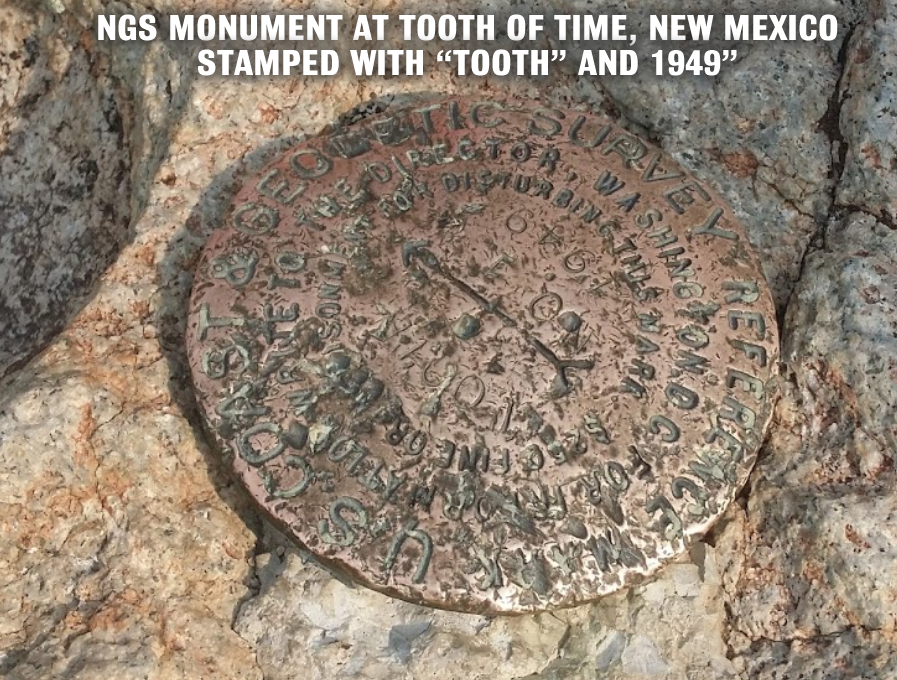 NGS MONUMENT AT TOOTH OF TIME, NEW MEXICO
STAMPED WITH “TOOTH” AND 1949”
U S COAST & GEODETIC SURVEY REFERENCE MARK
WRITE TO THE DIRECTOR, WASHINGTON, D C FOR INFORMATION
$250 FINE OR IMPRISONMENT FOR DISTURBING THIS MARK